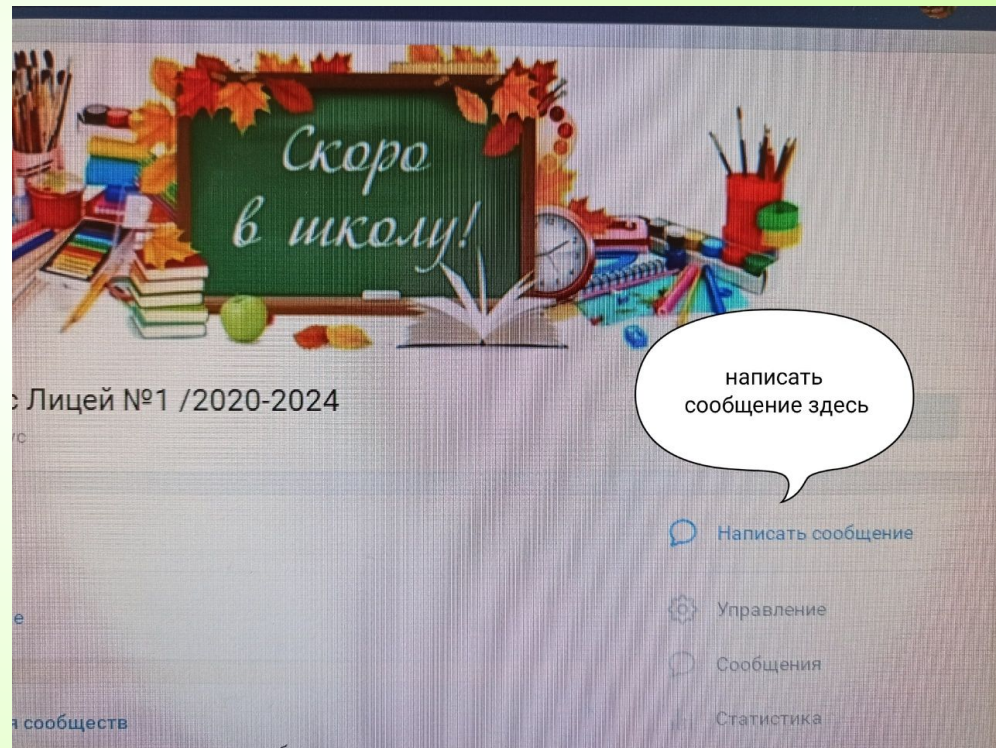 Скоро
в школу!
с Лицей №1 /2020-2024
написать
сообщение здесь
Написать сообщение
Управление
Сообщения
я сообществ
Статистика